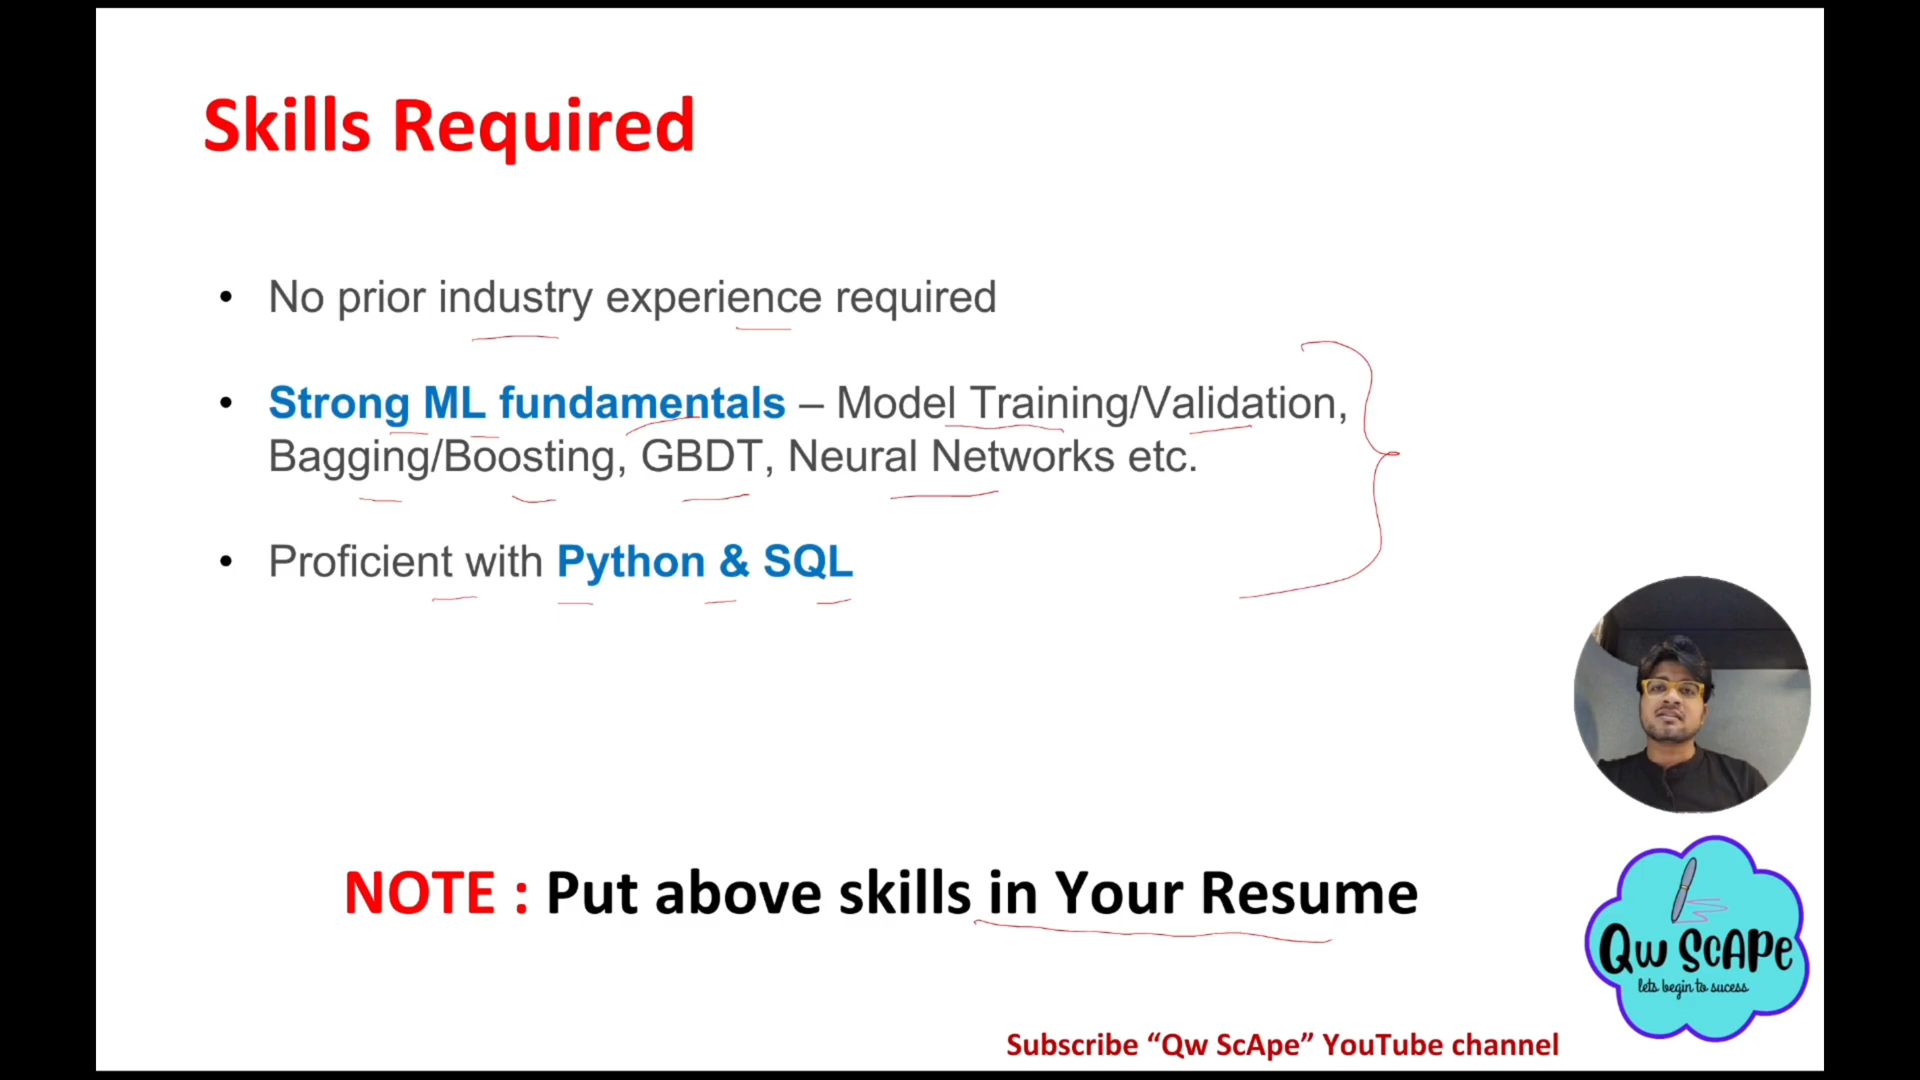 Skills Required
• No prior industry experience required
• Strong ML fundamentals – Model Training/Validation,
Bagging/Boosting, GBDT, Neural Networks etc.
• Proficient with Python & SQL
NOTE : Put above skills in Your Resume
Qw ScAPe
lets begin to sucess
Subscribe “Qw ScApe” YouTube channel